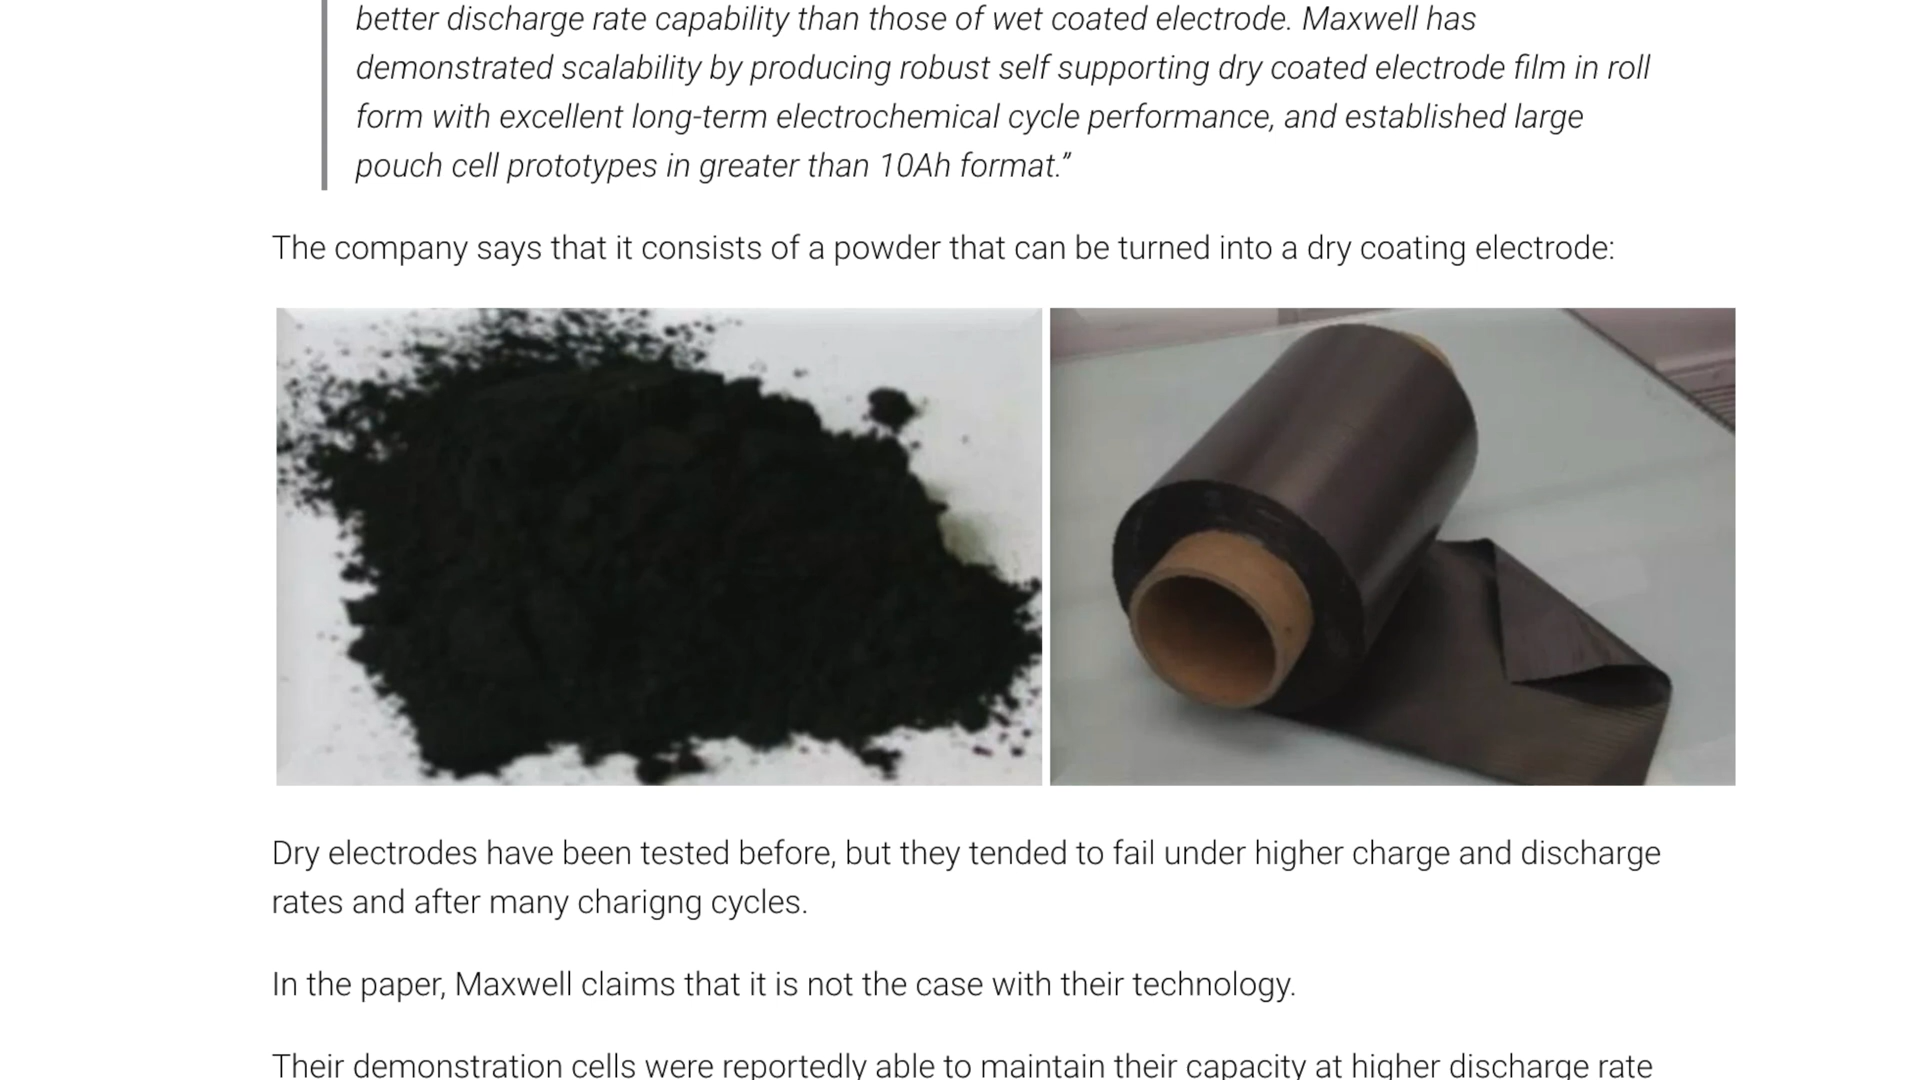 better discharge rate capability than those of wet coated electrode. Maxwell has
demonstrated scalability by producing robust self supporting dry coated electrode film in roll
form with excellent long-term electrochemical cycle performance, and established large
pouch cell prototypes in greater than 10Ah format.”
The company says that it consists of a powder that can be turned into a dry coating electrode:
Dry electrodes have been tested before, but they tended to fail under higher charge and discharge
rates and after many charigng cycles.
In the paper, Maxwell claims that it is not the case with their technology.
Their demonstration cells were reportedly able to maintain their capacity at higher discharge rate